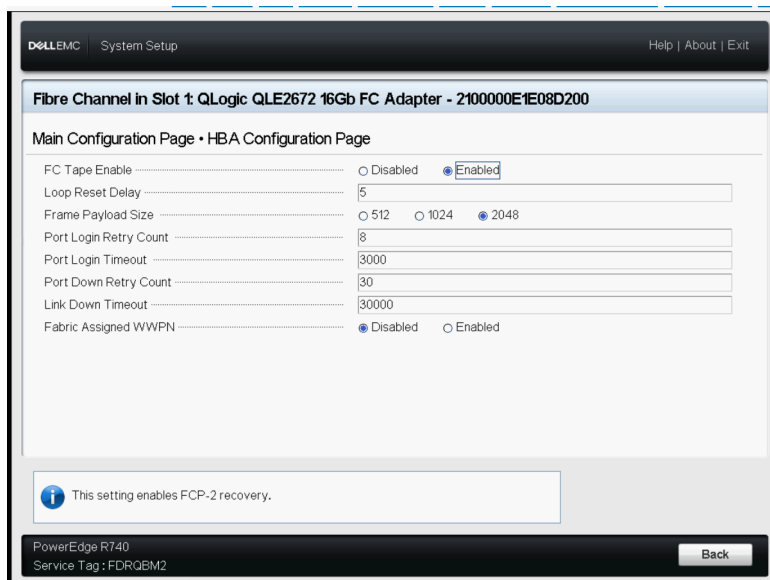 DELLEMC System Setup Help | About | Exit
Fibre Channel in Slot 1: QLogic QLE2672 16Gb FC Adapter - 2100000E1E08D200
Main Configuration Page • HBA Configuration Page
FC Tape Enable Disabled Enabled
Loop Reset Delay 5
Frame Payload Size 512 1024 2048
Port Login Retry Count 8
Port Login Timeout 3000
Port Down Retry Count 30
Link Down Timeout 30000
Fabric Assigned WWPN Disabled Enabled
This setting enables FCP-2 recovery.
PowerEdge R740
Service Tag : FDRQBM2
Back